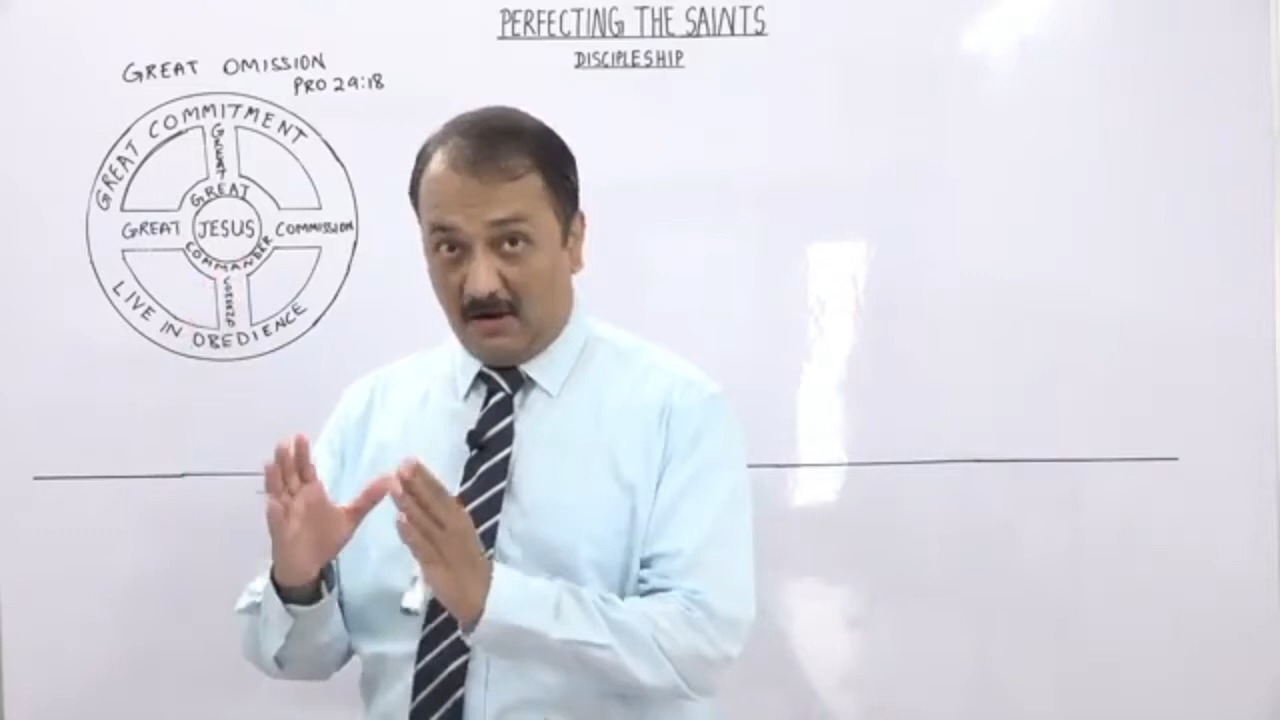 PERFECTING THE SAINTS
DISCIPLESHIP
GREAT OMISSION
PRO 29:18
GREAT COMMITMENT
GREAT
GREAT
GREAT JESUS COMMISSION
COMMANDER
LIVE IN OBEDIENCE